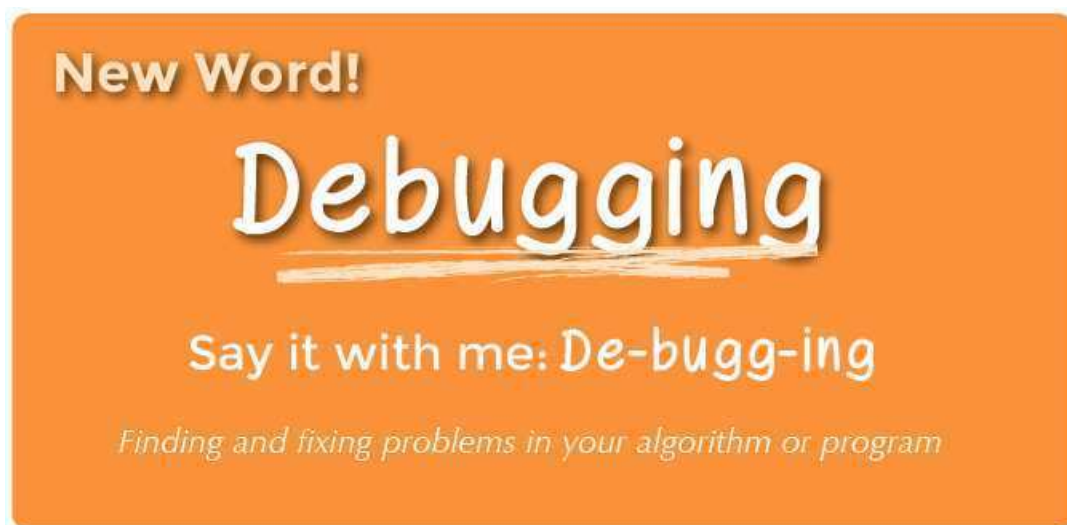 New Word!
Debugging
Say it with me: De-bugg-ing
Finding and fixing problems in your algorithm or program